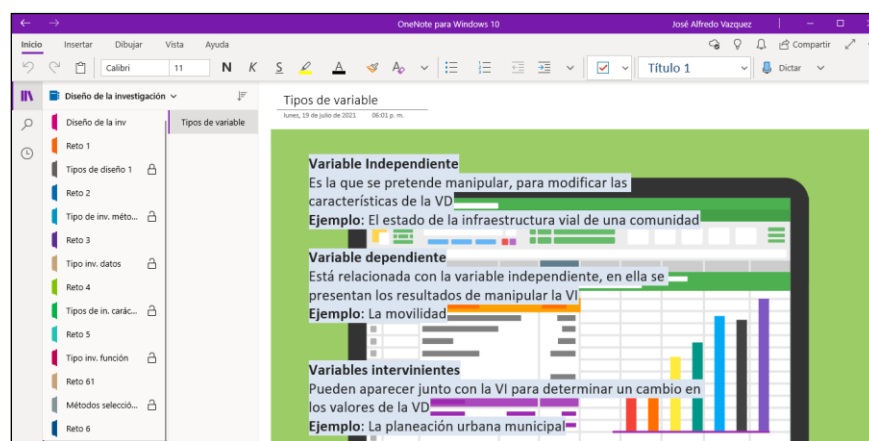 OneNote para Windows 10
José Alfredo Vazquez
Inicio
Insertar
Dibujar
Vista
Ayuda
Compartir
Calibri
11
N
K
S
A
Título 1
Dictar
Diseño de la investigación
Diseño de la inv
Reto 1
Tipos de diseño 1
Reto 2
Tipo de inv. méto...
Reto 3
Tipo inv. datos
Reto 4
Tipos de in. carác...
Reto 5
Tipo inv. función
Reto 61
Métodos selecció...
Reto 6
Tipos de variable
Tipos de variable
lunes, 19 de julio de 2021 06:01 p. m.
Variable Independiente
Es la que se pretende manipular, para modificar las
características de la VD
Ejemplo: El estado de la infraestructura vial de una comunidad
Variable dependiente
Está relacionada con la variable independiente, en ella se
presentan los resultados de manipular la VI
Ejemplo: La movilidad
Variables intervinientes
Pueden aparecer junto con la VI para determinar un cambio en
los valores de la VD
Ejemplo: La planeación urbana municipal